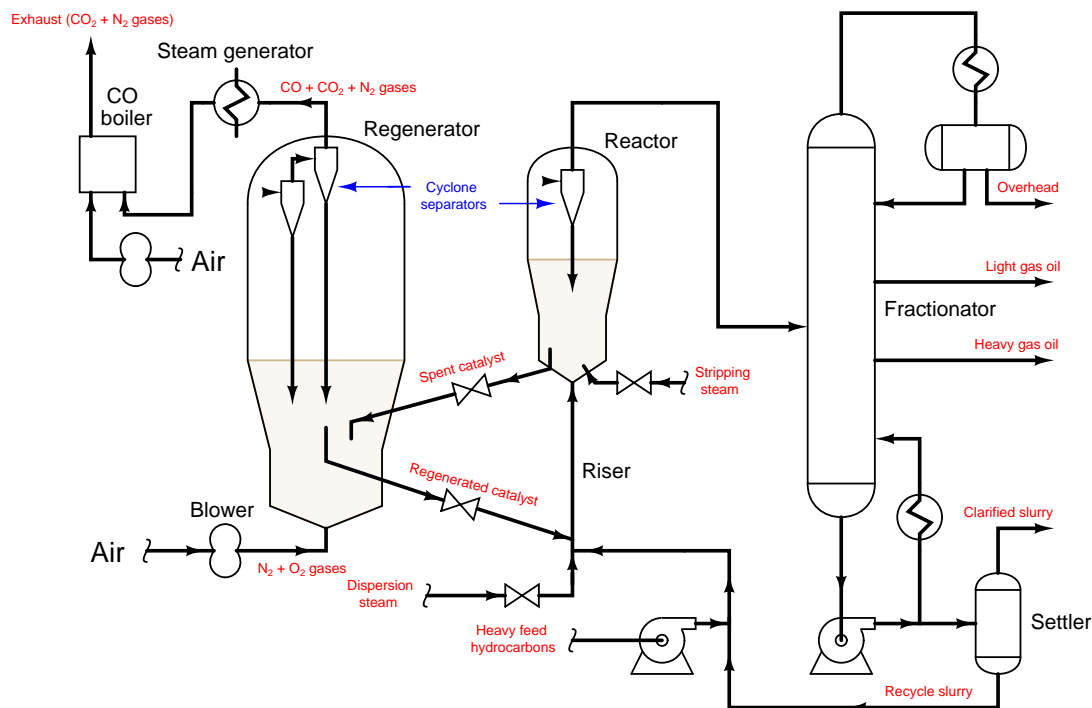 Exhaust (CO₂ + N₂ gases)
Steam generator
CO + CO₂ + N₂ gases
CO
boiler
Regenerator
Reactor
Cyclone
separators
Overhead
Air
Light gas oil
Fractionator
Heavy gas oil
Spent catalyst
Stripping
steam
Regenerated catalyst
Riser
Blower
Clarified slurry
Air
N₂ + O₂ gases
Dispersion
steam
Heavy feed
hydrocarbons
Settler
Recycle slurry